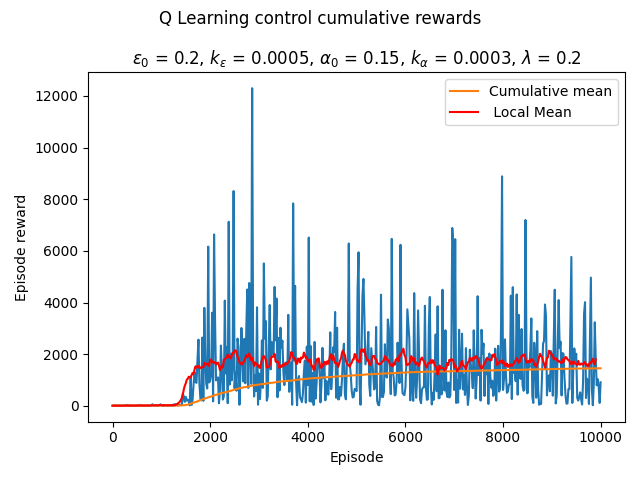 Q Learning control cumulative rewards
ε₀ = 0.2, kε = 0.0005, α₀ = 0.15, kα = 0.0003, λ = 0.2
Cumulative mean
Local Mean
Episode reward
12000
10000
8000
6000
4000
2000
0
0 2000 4000 6000 8000 10000
Episode